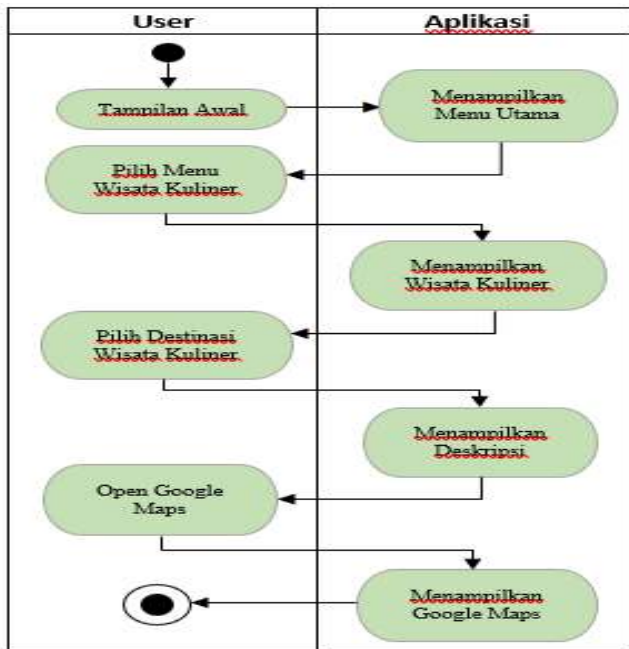 User
Aplikasi
Tampilan Awal
Menampilkan
Menu Utama
Pilih Menu
Wisata Kuliner
Menampilkan
Wisata Kuliner
Pilih Destinasi
Wisata Kuliner
Menampilkan
Deskripsi
Open Google
Maps
Menampilkan
Google Maps